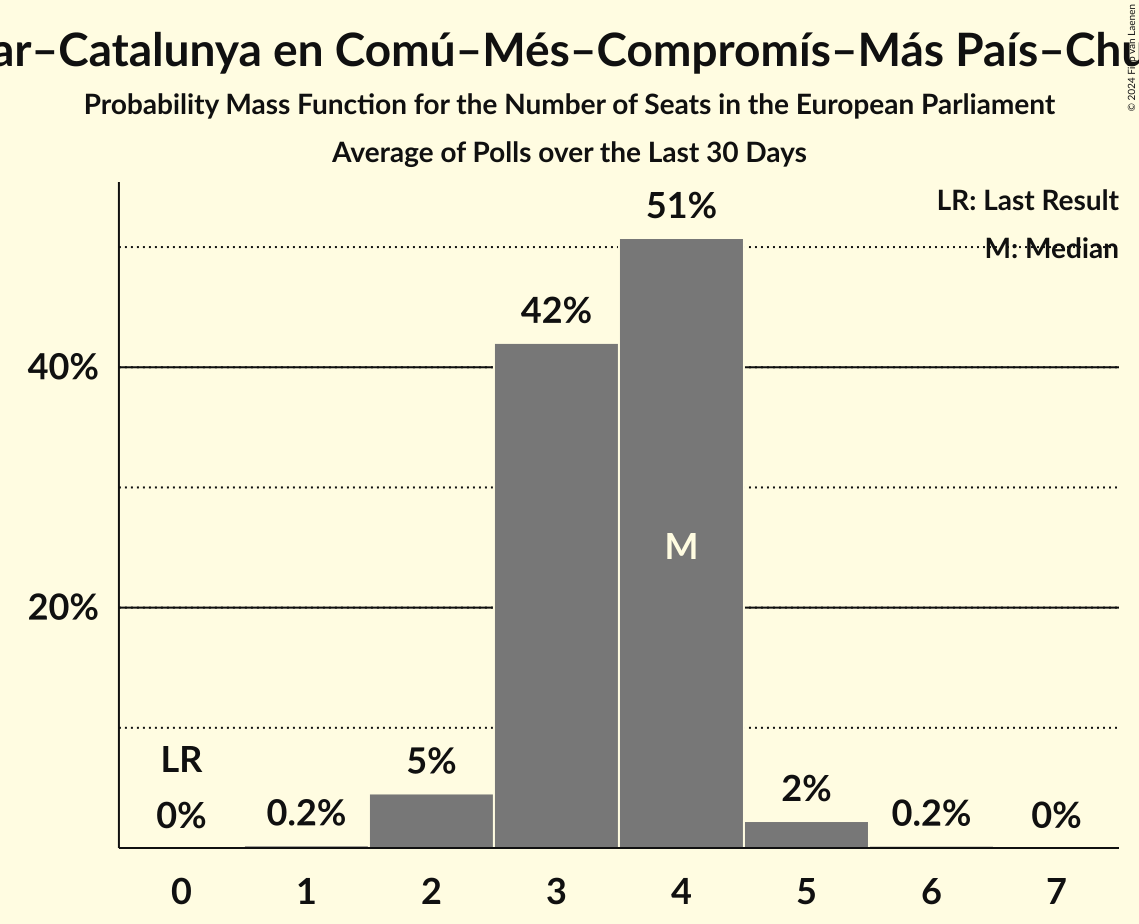 ar–Catalunya en Comú–Més–Compromís–Más País–Chu
© 2024 Filip van Laenen
Probability Mass Function for the Number of Seats in the European Parliament
Average of Polls over the Last 30 Days
LR: Last Result
M: Median
51%
42%
40%
M
20%
LR
5%
2%
0%
0.2%
0.2%
0%
0 1 2 3 4 5 6 7